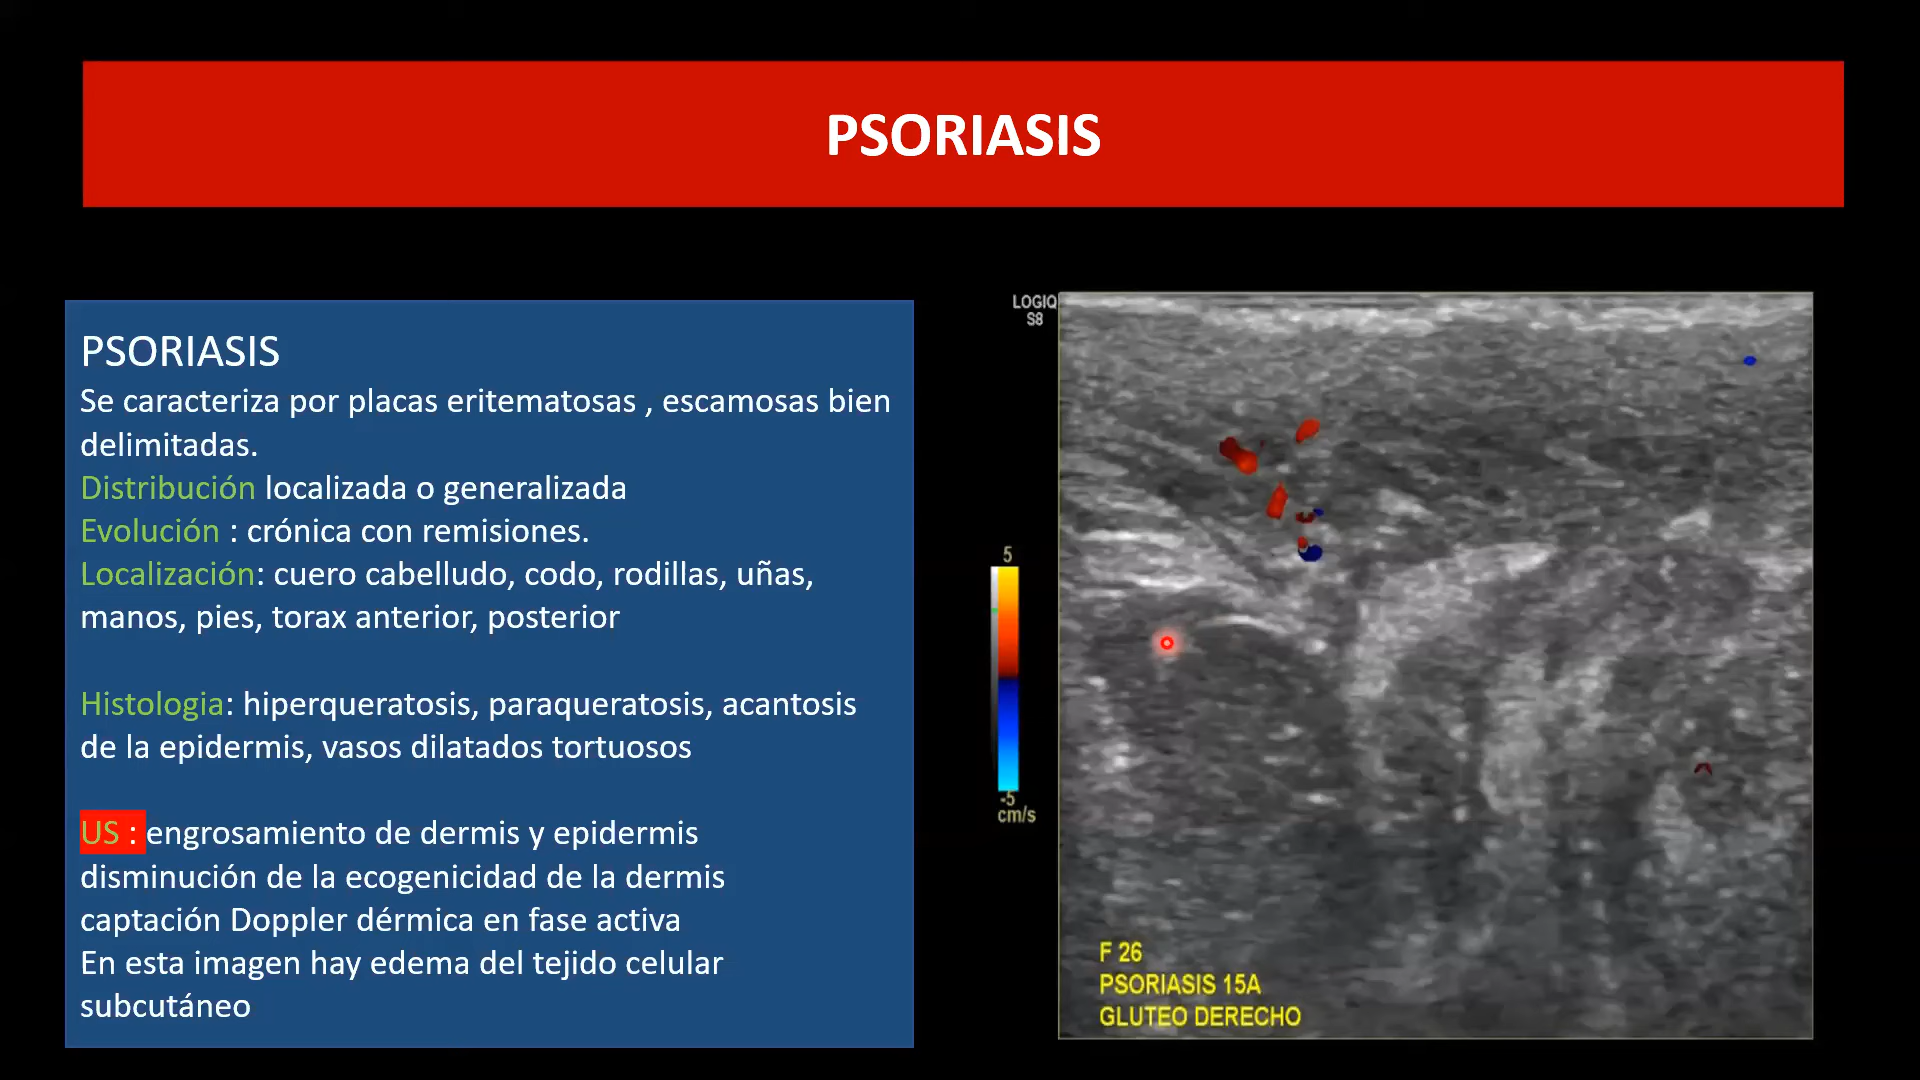 PSORIASIS
PSORIASIS
Se caracteriza por placas eritematosas , escamosas bien
delimitadas.
Distribución localizada o generalizada
Evolución : crónica con remisiones.
Localización: cuero cabelludo, codo, rodillas, uñas,
manos, pies, torax anterior, posterior
Histologia: hiperqueratosis, paraqueratosis, acantosis
de la epidermis, vasos dilatados tortuosos
US : engrosamiento de dermis y epidermis
disminución de la ecogenicidad de la dermis
captación Doppler dérmica en fase activa
En esta imagen hay edema del tejido celular
subcutáneo
LOGIQ
S8
5
-5
cm/s
F 26
PSORIASIS 15A
GLUTEO DERECHO